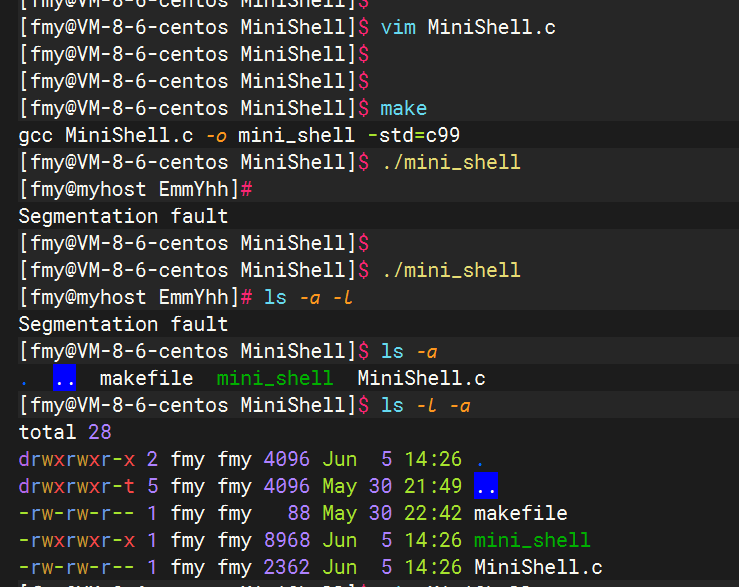 [fmy@VM-8-6-centos MiniShell]$
[fmy@VM-8-6-centos MiniShell]$ vim MiniShell.c
[fmy@VM-8-6-centos MiniShell]$
[fmy@VM-8-6-centos MiniShell]$
[fmy@VM-8-6-centos MiniShell]$ make
gcc MiniShell.c -o mini_shell -std=c99
[fmy@VM-8-6-centos MiniShell]$ ./mini_shell
[fmy@myhost EmmYhh]#
Segmentation fault
[fmy@VM-8-6-centos MiniShell]$
[fmy@VM-8-6-centos MiniShell]$ ./mini_shell
[fmy@myhost EmmYhh]# ls -a -l
Segmentation fault
[fmy@VM-8-6-centos MiniShell]$ ls -a
. .. makefile mini_shell MiniShell.c
[fmy@VM-8-6-centos MiniShell]$ ls -l -a
total 28
drwxrwxr-x 2 fmy fmy 4096 Jun 5 14:26 .
drwxrwxr-t 5 fmy fmy 4096 May 30 21:49 ..
-rw-rw-r-- 1 fmy fmy 88 May 30 22:42 makefile
-rwxrwxr-x 1 fmy fmy 8968 Jun 5 14:26 mini_shell
-rw-rw-r-- 1 fmy fmy 2362 Jun 5 14:26 MiniShell.c